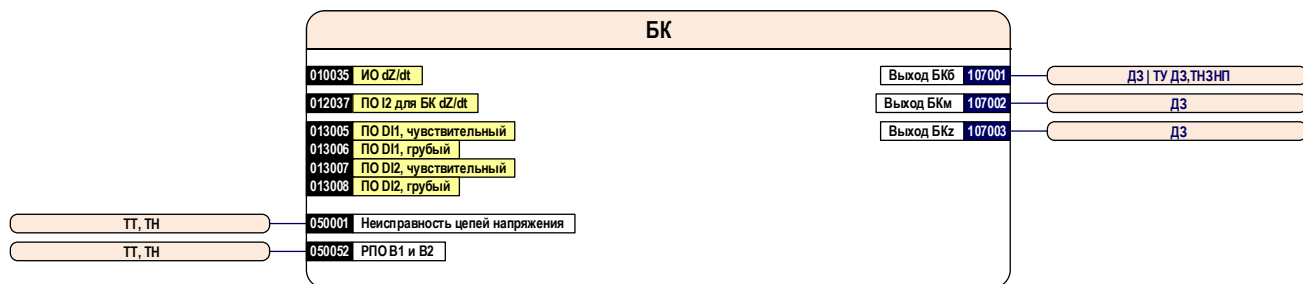 БК
010035 ИО dZ/dt
Выход БКб 107001
ДЗ | ТУ ДЗ,ТНЗНП
012037 ПО I2 для БК dZ/dt
Выход БКм 107002
ДЗ
013005 ПО DI1, чувствительный
Выход БКz 107003
ДЗ
013006 ПО DI1, грубый
013007 ПО DI2, чувствительный
013008 ПО DI2, грубый
ТТ, ТН
050001 Неисправность цепей напряжения
ТТ, ТН
050052 РПО В1 и В2